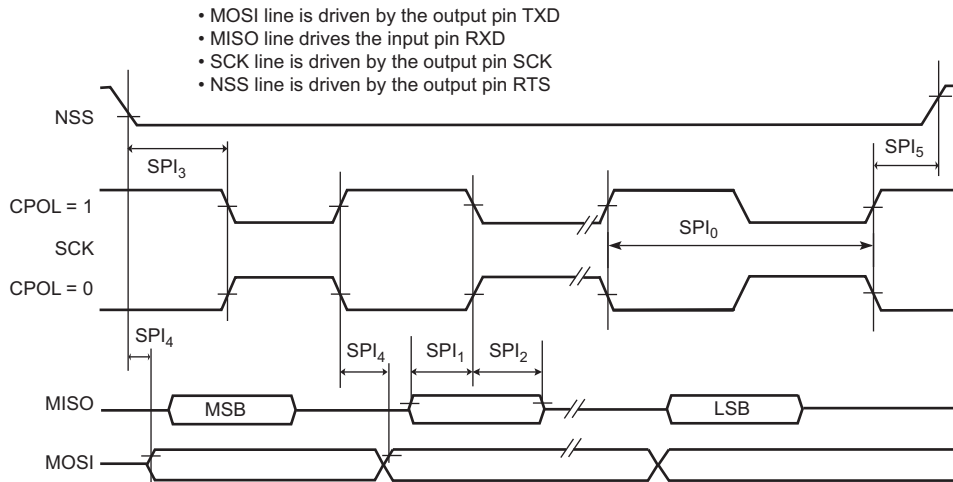 • MOSI line is driven by the output pin TXD
• MISO line drives the input pin RXD
• SCK line is driven by the output pin SCK
• NSS line is driven by the output pin RTS
NSS
SPI3
SPI5
CPOL = 1
SCK
SPI0
CPOL = 0
SPI4
SPI4
SPI1
SPI2
MISO
MSB
LSB
MOSI